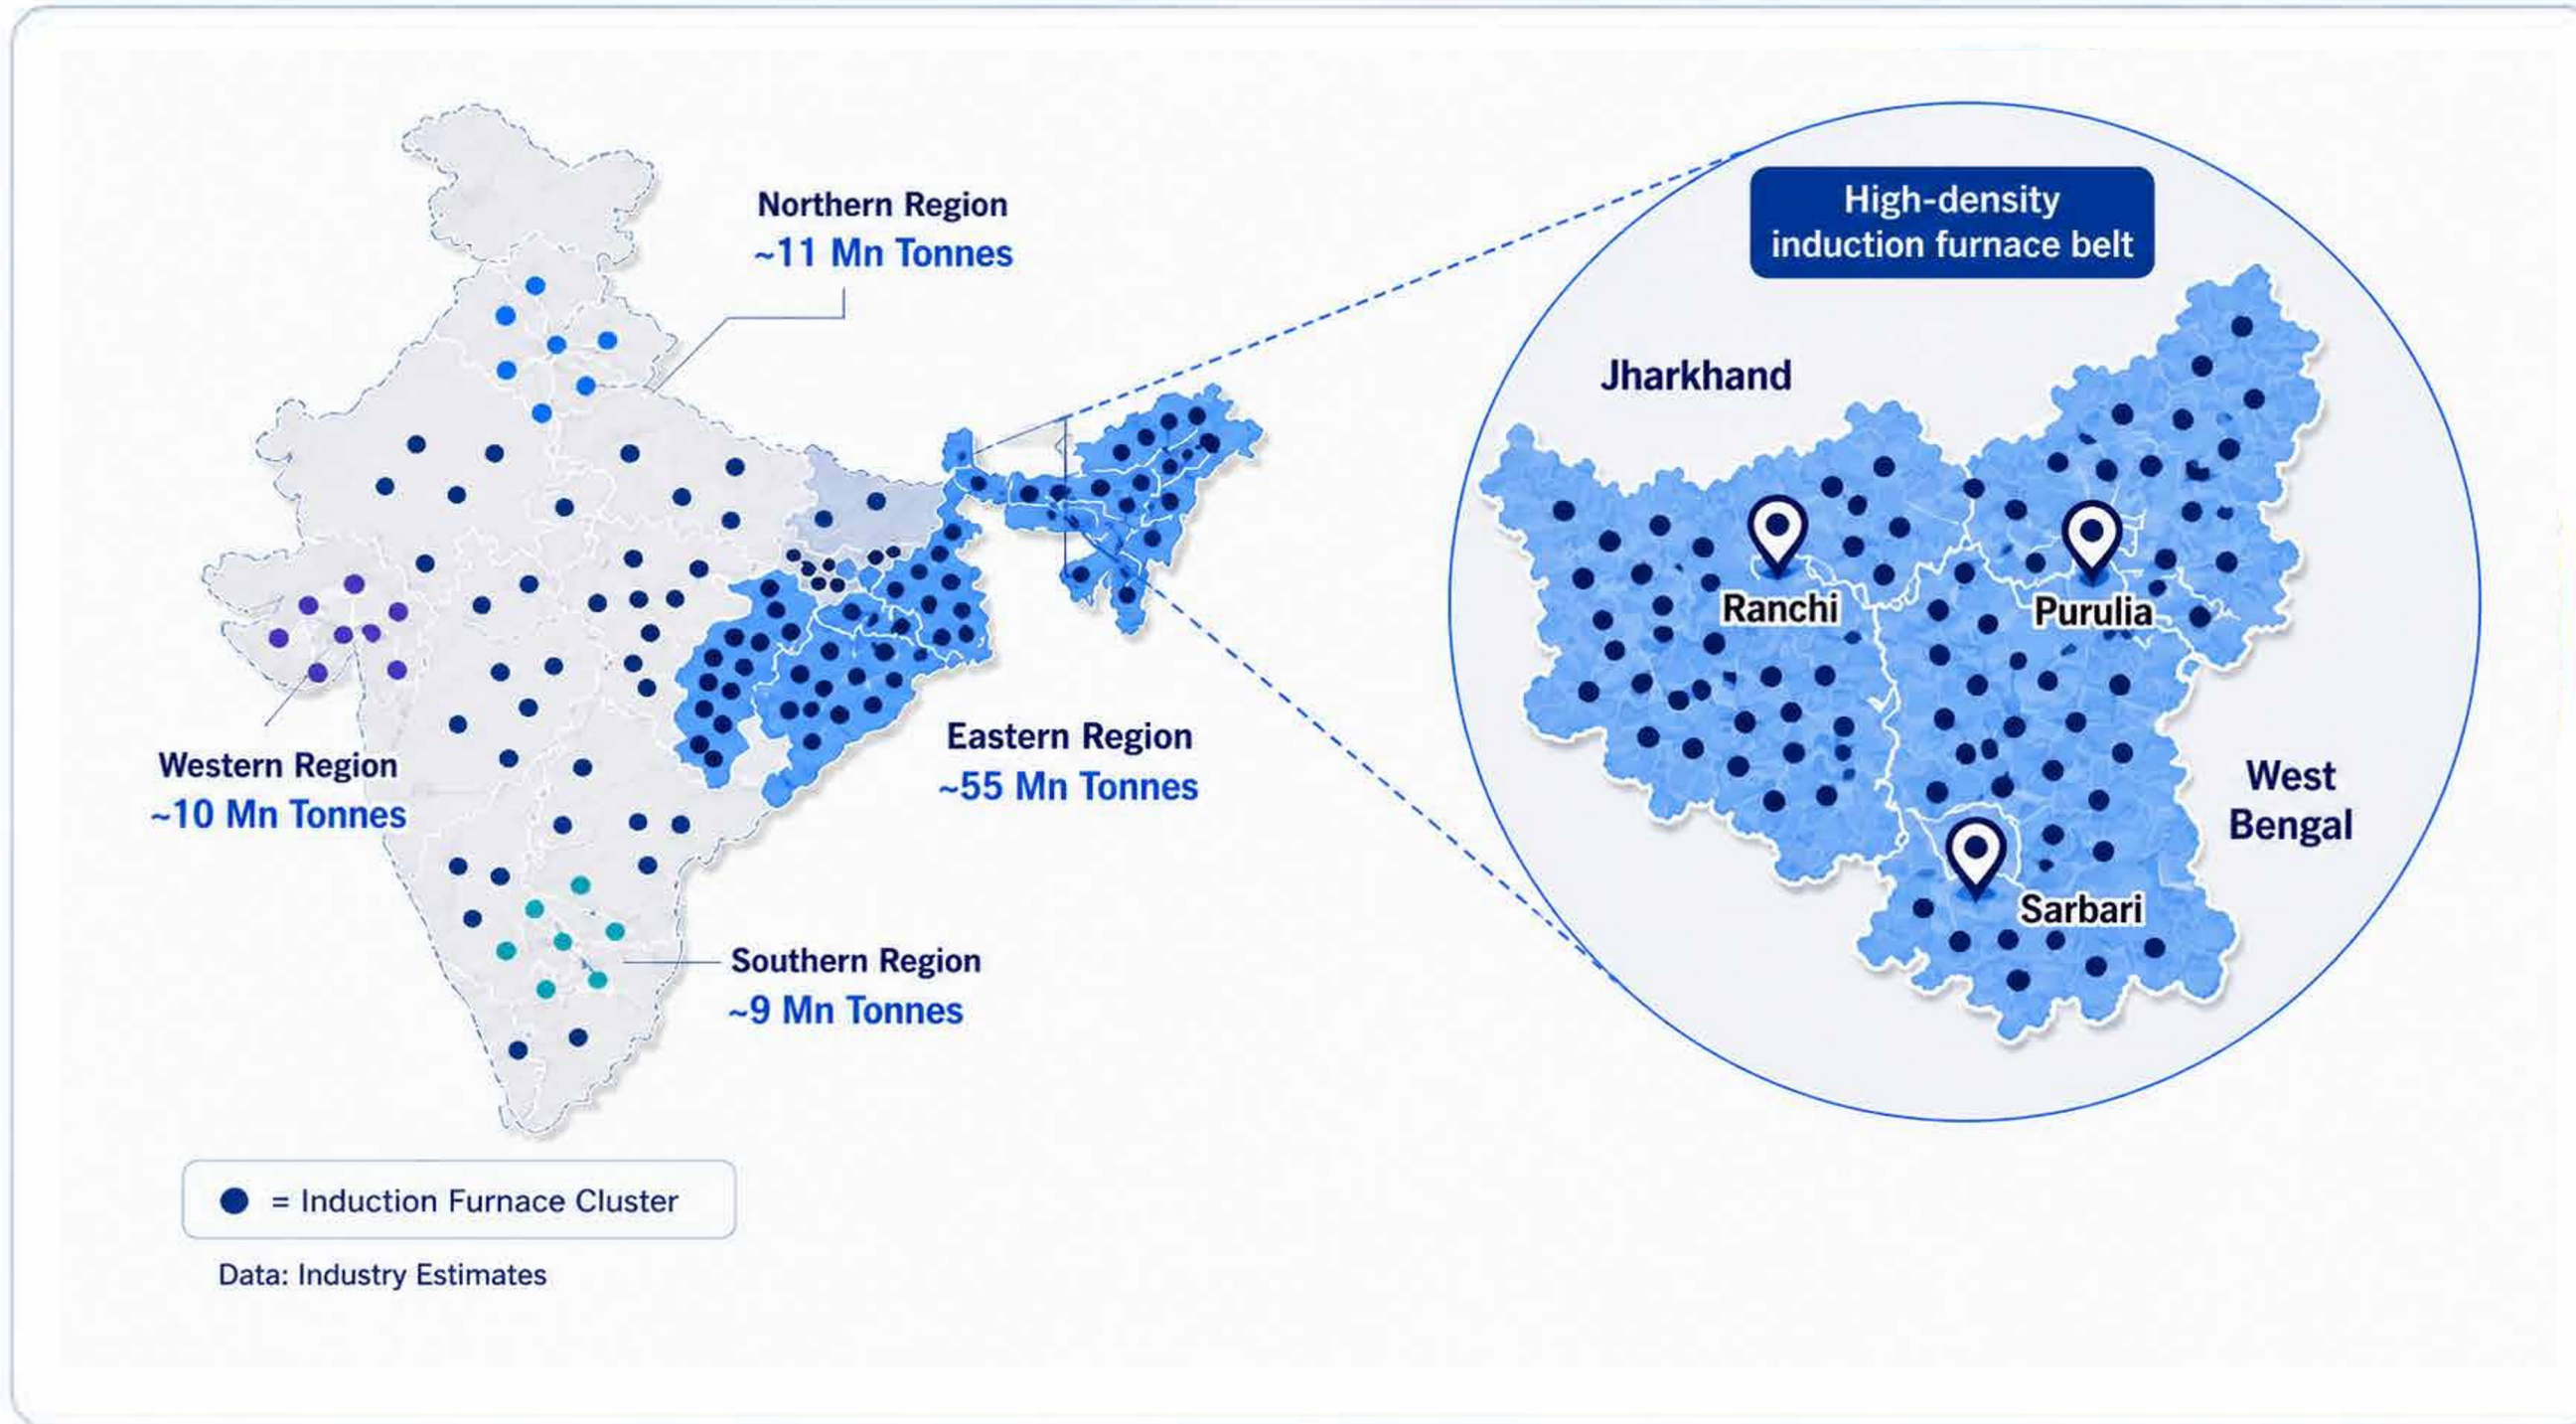 Northern Region
~11 Mn Tonnes
High-density
induction furnace belt
Jharkhand
Ranchi
Purulia
West
Bengal
Sarbari
Eastern Region
~55 Mn Tonnes
Western Region
~10 Mn Tonnes
Southern Region
~9 Mn Tonnes
= Induction Furnace Cluster
Data: Industry Estimates